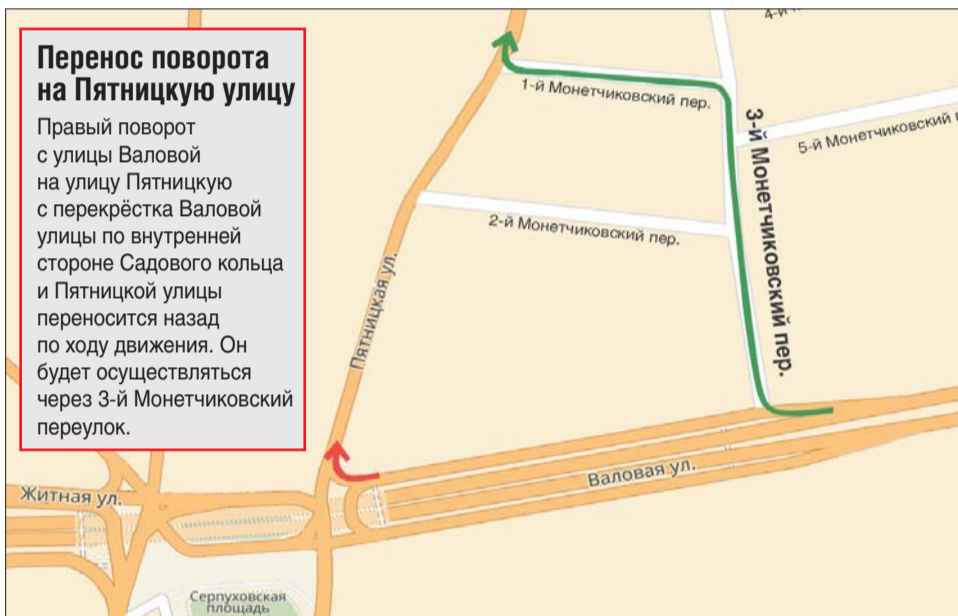 Перенос поворота
на Пятницкую улицу
Правый поворот
с улицы Валовой
на улицу Пятницкую
с перекрёстка Валовой
улицы по внутренней
стороне Садового кольца
и Пятницкой улицы
переносится назад
по ходу движения. Он
будет осуществляться
через 3-й Монетчиковский
переулок.
1-й Монетчиковский пер.
3-й Монетчиковский пер.
5-й Монетчиковский
2-й Монетчиковский пер.
Пятницкая ул.
Валовая ул.
Житная ул.
Серпуховская
площадь